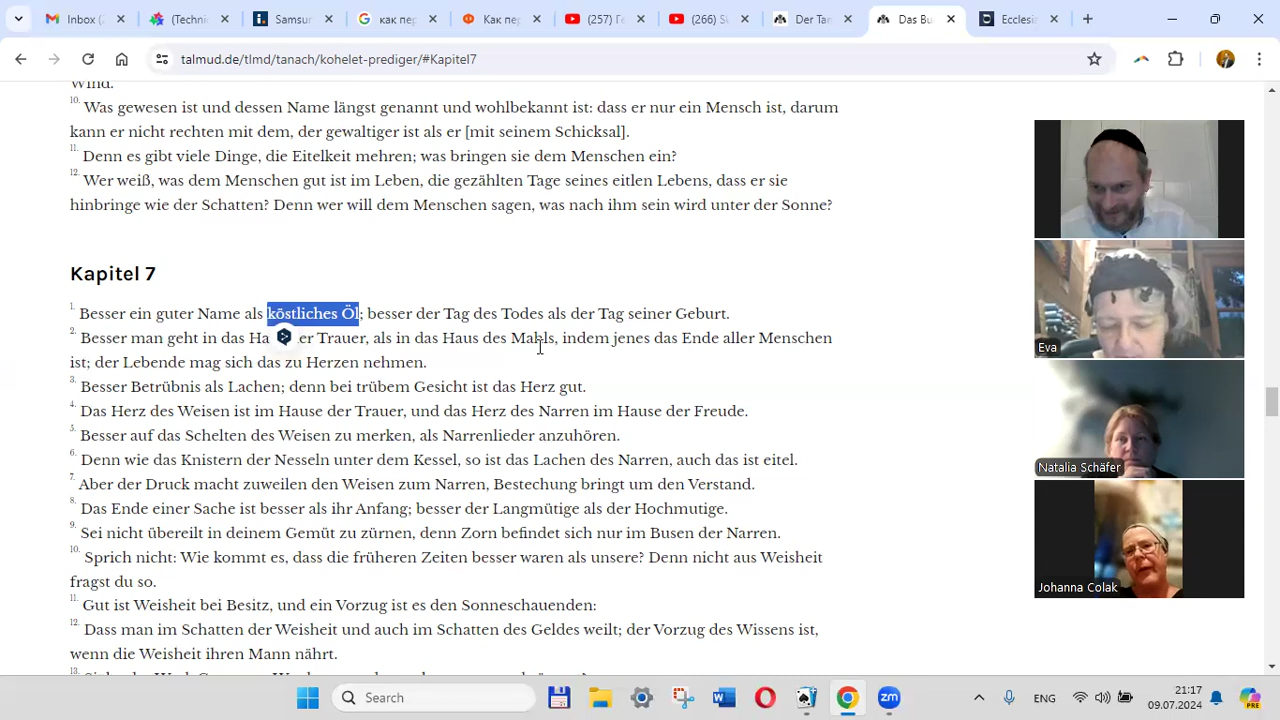 Inbox (
(Technic
Samsun
как пер
Как пер
(257) Г
(266) S
Der Tar
Das Bu
Ecclesia
talmud.de/tlmd/tanach/kohelet-prediger/#Kapitel7
Wind.
10. Was gewesen ist und dessen Name längst genannt und wohlbekannt ist: dass er nur ein Mensch ist, darum
kann er nicht rechten mit dem, der gewaltiger ist als er [mit seinem Schicksal].
11. Denn es gibt viele Dinge, die Eitelkeit mehren; was bringen sie dem Menschen ein?
12. Wer weiß, was dem Menschen gut ist im Leben, die gezählten Tage seines eitlen Lebens, dass er sie
hinbringe wie der Schatten? Denn wer will dem Menschen sagen, was nach ihm sein wird unter der Sonne?
Kapitel 7
1. Besser ein guter Name als köstliches Öl; besser der Tag des Todes als der Tag seiner Geburt.
2. Besser man geht in das Ha er Trauer, als in das Haus des Mahls, indem jenes das Ende aller Menschen
ist; der Lebende mag sich das zu Herzen nehmen.
3. Besser Betrübnis als Lachen; denn bei trübem Gesicht ist das Herz gut.
4. Das Herz des Weisen ist im Hause der Trauer, und das Herz des Narren im Hause der Freude.
5. Besser auf das Schelten des Weisen zu merken, als Narrenlieder anzuhören.
6. Denn wie das Knistern der Nesseln unter dem Kessel, so ist das Lachen des Narren, auch das ist eitel.
7. Aber der Druck macht zuweilen den Weisen zum Narren, Bestechung bringt um den Verstand.
8. Das Ende einer Sache ist besser als ihr Anfang; besser der Langmütige als der Hochmutige.
9. Sei nicht übereilt in deinem Gemüt zu zürnen, denn Zorn befindet sich nur im Busen der Narren.
10. Sprich nicht: Wie kommt es, dass die früheren Zeiten besser waren als unsere? Denn nicht aus Weisheit
fragst du so.
11. Gut ist Weisheit bei Besitz, und ein Vorzug ist es den Sonneschauenden:
12. Dass man im Schatten der Weisheit und auch im Schatten des Geldes weilt; der Vorzug des Wissens ist,
wenn die Weisheit ihren Mann nährt.
13.
Eva
Natalia Schäfer
Johanna Colak
Search
ENG
21:17
09.07.2024
PRE